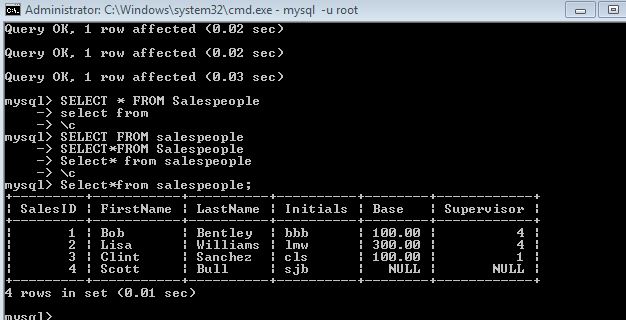 Administrator: C:\Windows\system32\cmd.exe - mysql -u root
Query OK, 1 row affected (0.02 sec)
Query OK, 1 row affected (0.02 sec)
Query OK, 1 row affected (0.03 sec)
mysql> SELECT * FROM Salespeople
    -> select from
    -> \c
mysql> SELECT FROM salespeople
    -> SELECT*FROM Salespeople
    -> Select* from salespeople
    -> \c
mysql> Select*from salespeople;
+---------+-----------+----------+----------+--------+------------+
| SalesID | FirstName | LastName | Initials | Base   | Supervisor |
+---------+-----------+----------+----------+--------+------------+
|       1 | Bob       | Bentley  | bbb      | 100.00 |          4 |
|       2 | Lisa      | Williams | lmw      | 300.00 |          4 |
|       3 | Clint     | Sanchez  | cls      | 100.00 |          1 |
|       4 | Scott     | Bull     | sjb      |   NULL |       NULL |
+---------+-----------+----------+----------+--------+------------+
4 rows in set (0.01 sec)
mysql>